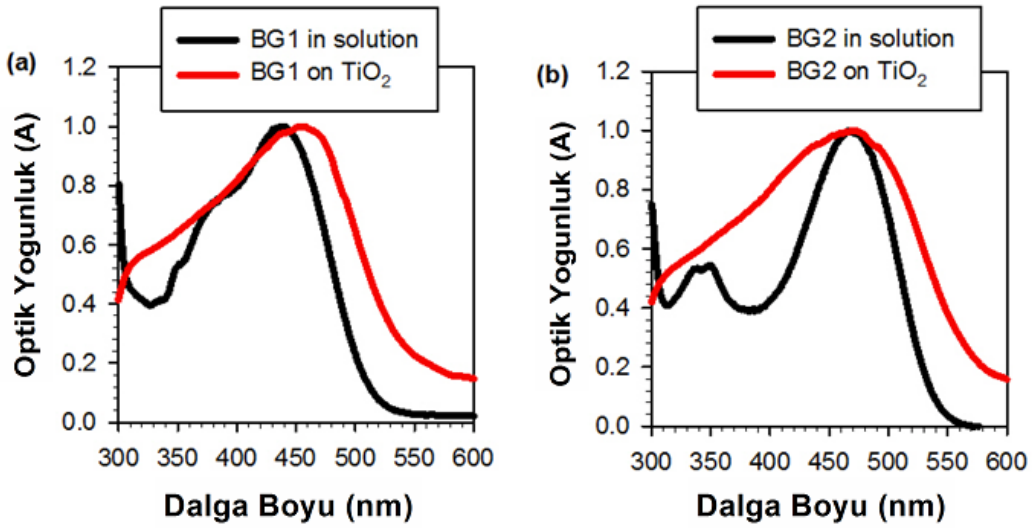 (a)
BG1 in solution
BG1 on TiO₂
1.2
1.0
0.8
0.6
0.4
0.2
0.0
Optik Yogunluk (A)
300 350 400 450 500 550 600
Dalga Boyu (nm)
(b)
BG2 in solution
BG2 on TiO₂
1.2
1.0
0.8
0.6
0.4
0.2
0.0
Optik Yogunluk (A)
300 350 400 450 500 550 600
Dalga Boyu (nm)